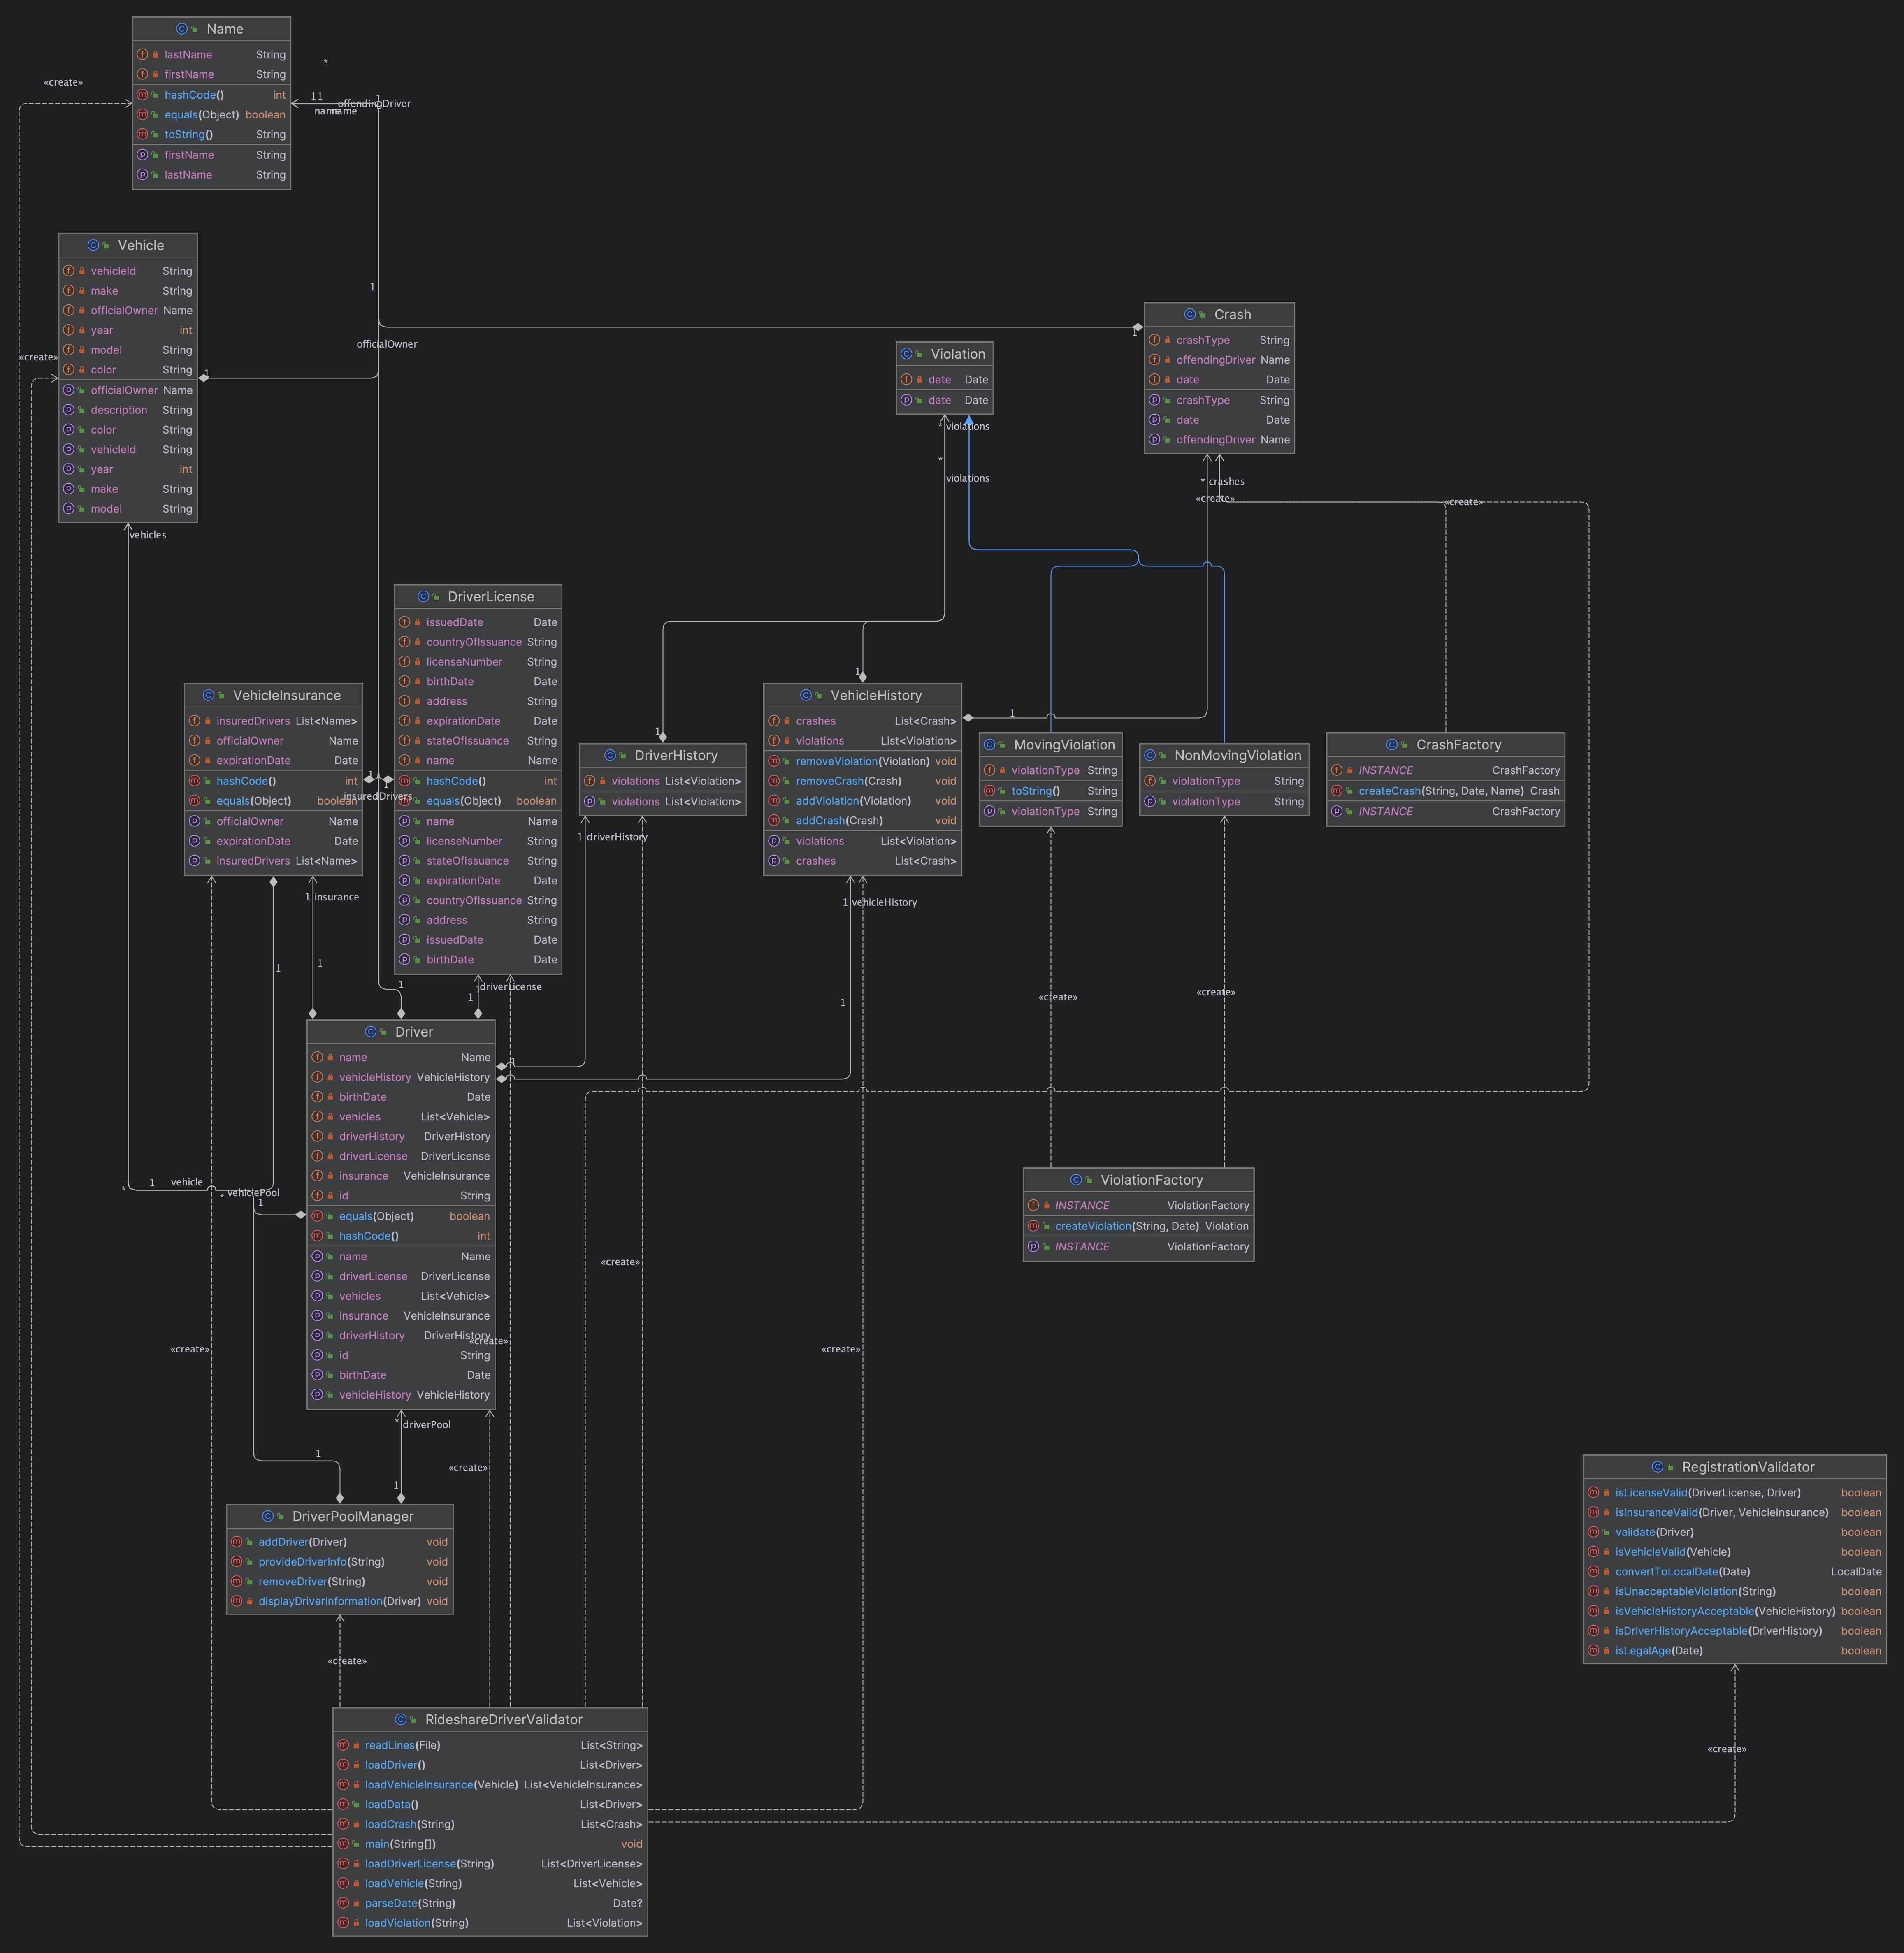 Name
lastName String
firstName String
hashCode() int
equals(Object) boolean
toString() String
firstName String
lastName String
«create»
*
11
1
offendingDriver
name
name
Vehicle
vehicleId String
make String
officialOwner Name
year int
model String
color String
officialOwner Name
description String
color String
vehicleId String
year int
make String
model String
«create»
1
1
officialOwner
vehicles
Crash
crashType String
offendingDriver Name
date Date
crashType String
date Date
offendingDriver Name
1
* crashes
«create»
«create»
Violation
date Date
date Date
* violations
*
violations
DriverLicense
issuedDate Date
countryOfIssuance String
licenseNumber String
birthDate Date
address String
expirationDate Date
stateOfIssuance String
name Name
hashCode() int
equals(Object) boolean
name Name
licenseNumber String
stateOfIssuance String
expirationDate Date
countryOfIssuance String
address String
issuedDate Date
birthDate Date
VehicleInsurance
insuredDrivers List<Name>
officialOwner Name
expirationDate Date
hashCode() int
equals(Object) boolean
officialOwner Name
expirationDate Date
insuredDrivers List<Name>
1
1
insuredDrivers
DriverHistory
violations List<Violation>
violations List<Violation>
1
1 driverHistory
VehicleHistory
crashes List<Crash>
violations List<Violation>
removeViolation(Violation) void
removeCrash(Crash) void
addViolation(Violation) void
addCrash(Crash) void
violations List<Violation>
crashes List<Crash>
1
1
1 vehicleHistory
MovingViolation
violationType String
toString() String
violationType String
NonMovingViolation
violationType String
violationType String
CrashFactory
INSTANCE CrashFactory
createCrash(String, Date, Name) Crash
INSTANCE CrashFactory
1 insurance
1
1
1
driverLicense
1
1
«create»
«create»
Driver
name Name
vehicleHistory VehicleHistory
birthDate Date
vehicles List<Vehicle>
driverHistory DriverHistory
driverLicense DriverLicense
insurance VehicleInsurance
id String
equals(Object) boolean
hashCode() int
name Name
driverLicense DriverLicense
vehicles List<Vehicle>
insurance VehicleInsurance
driverHistory DriverHistory
id String
birthDate Date
vehicleHistory VehicleHistory
1
*
1
vehicle
* vehiclePool
1
ViolationFactory
INSTANCE ViolationFactory
createViolation(String, Date) Violation
INSTANCE ViolationFactory
«create»
«create»
«create»
«create»
* driverPool
1
«create»
1
DriverPoolManager
addDriver(Driver) void
provideDriverInfo(String) void
removeDriver(String) void
displayDriverInformation(Driver) void
«create»
RegistrationValidator
isLicenseValid(DriverLicense, Driver) boolean
isInsuranceValid(Driver, VehicleInsurance) boolean
validate(Driver) boolean
isVehicleValid(Vehicle) boolean
convertToLocalDate(Date) LocalDate
isUnacceptableViolation(String) boolean
isVehicleHistoryAcceptable(VehicleHistory) boolean
isDriverHistoryAcceptable(DriverHistory) boolean
isLegalAge(Date) boolean
«create»
RideshareDriverValidator
readLines(File) List<String>
loadDriver() List<Driver>
loadVehicleInsurance(Vehicle) List<VehicleInsurance>
loadData() List<Driver>
loadCrash(String) List<Crash>
main(String[]) void
loadDriverLicense(String) List<DriverLicense>
loadVehicle(String) List<Vehicle>
parseDate(String) Date?
loadViolation(String) List<Violation>